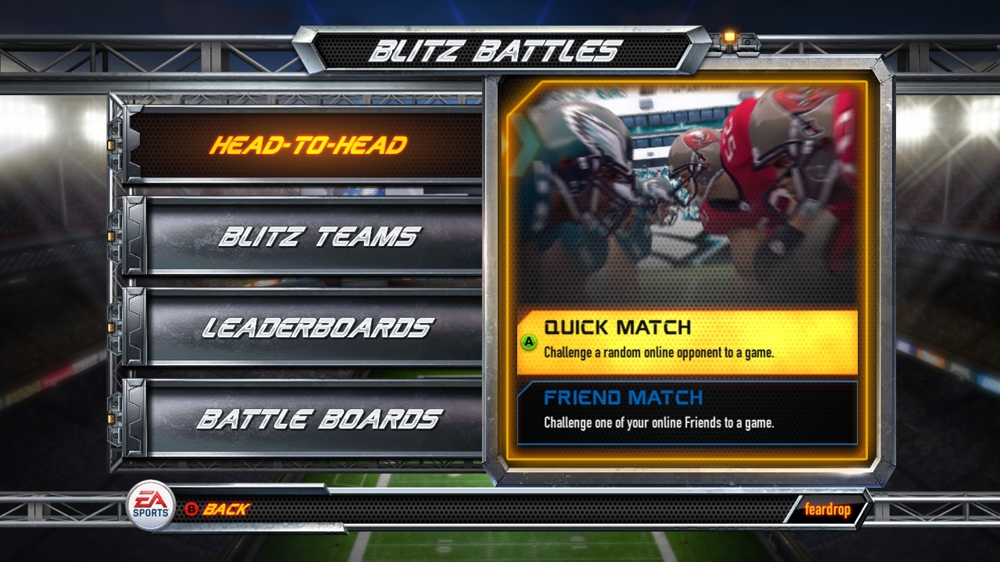 BLITZ BATTLES
HEAD-TO-HEAD
BLITZ TEAMS
LEADERBOARDS
BATTLE BOARDS
A
QUICK MATCH
Challenge a random online opponent to a game.
FRIEND MATCH
Challenge one of your online Friends to a game.
EA
SPORTS
B BACK
feardrop